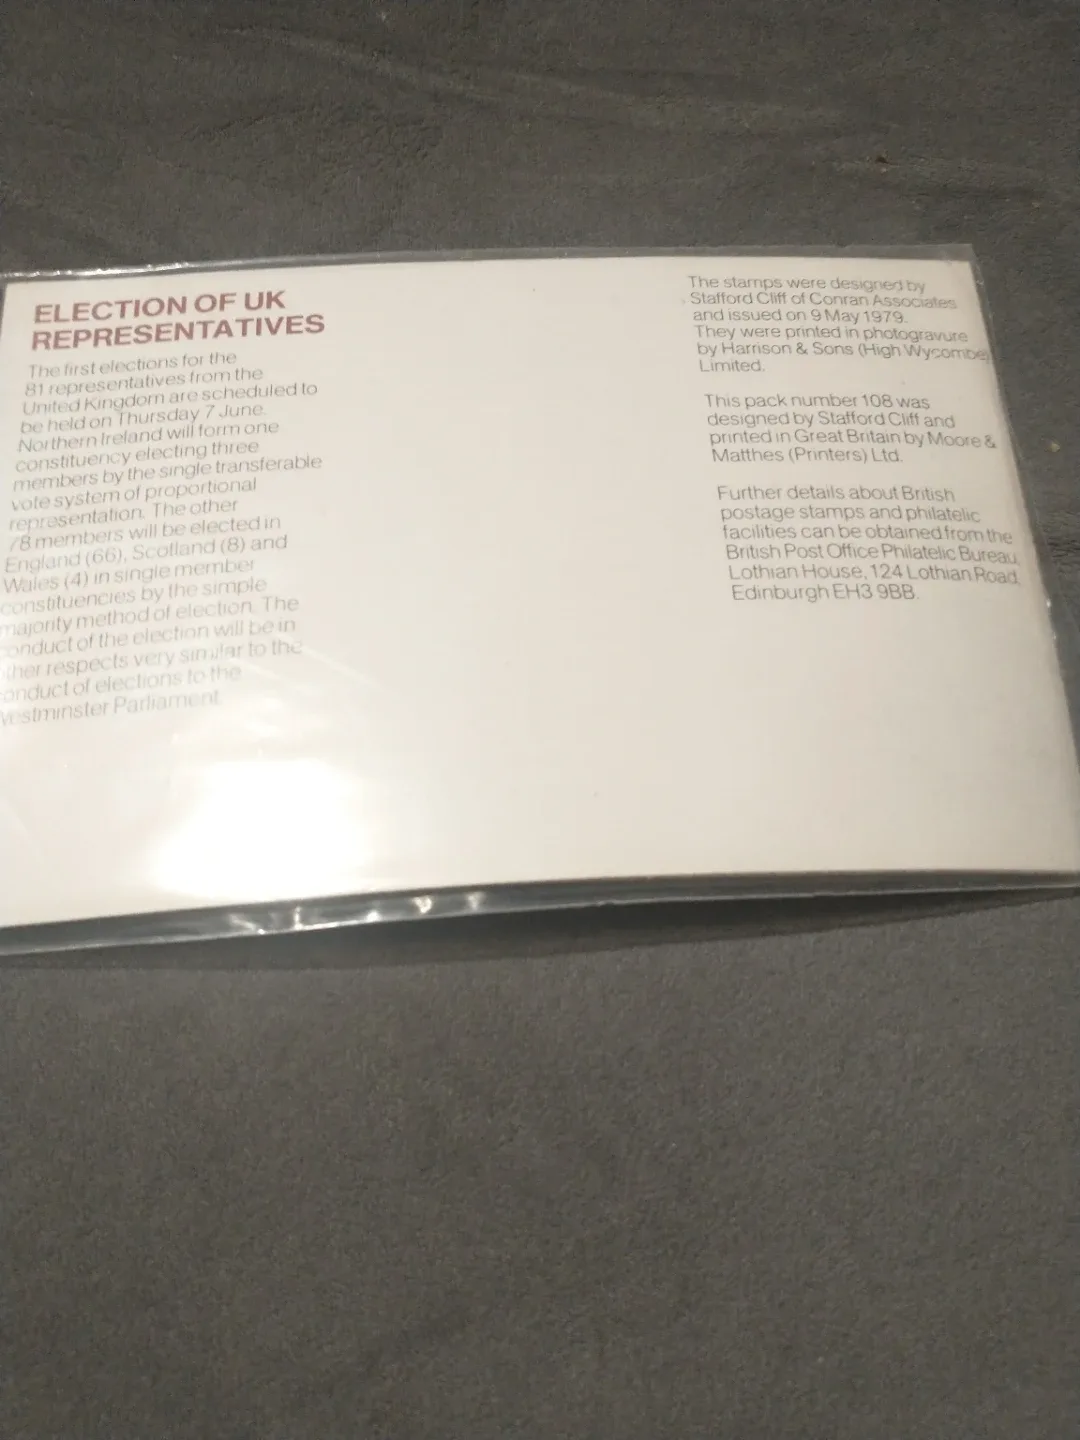 ELECTION OF UK
REPRESENTATIVES
The first elections for the
81 representatives from the
United Kingdom are scheduled to
be held on Thursday 7 June.
Northern Ireland will form one
constituency electing three
members by the single transferable
vote system of proportional
representation. The other
78 members will be elected in
England (66), Scotland (8) and
Wales (4) in single member
constituencies by the simple
majority method of election. The
conduct of the election will be in
other respects very similar to the
conduct of elections to the
Westminster Parliament.
The stamps were designed by
Stafford Cliff of Conran Associates
and issued on 9 May 1979.
They were printed in photogravure
by Harrison & Sons (High Wycombe)
Limited.
This pack number 108 was
designed by Stafford Cliff and
printed in Great Britain by Moore &
Matthes (Printers) Ltd.
Further details about British
postage stamps and philatelic
facilities can be obtained from the
British Post Office Philatelic Bureau,
Lothian House, 124 Lothian Road,
Edinburgh EH3 9BB.